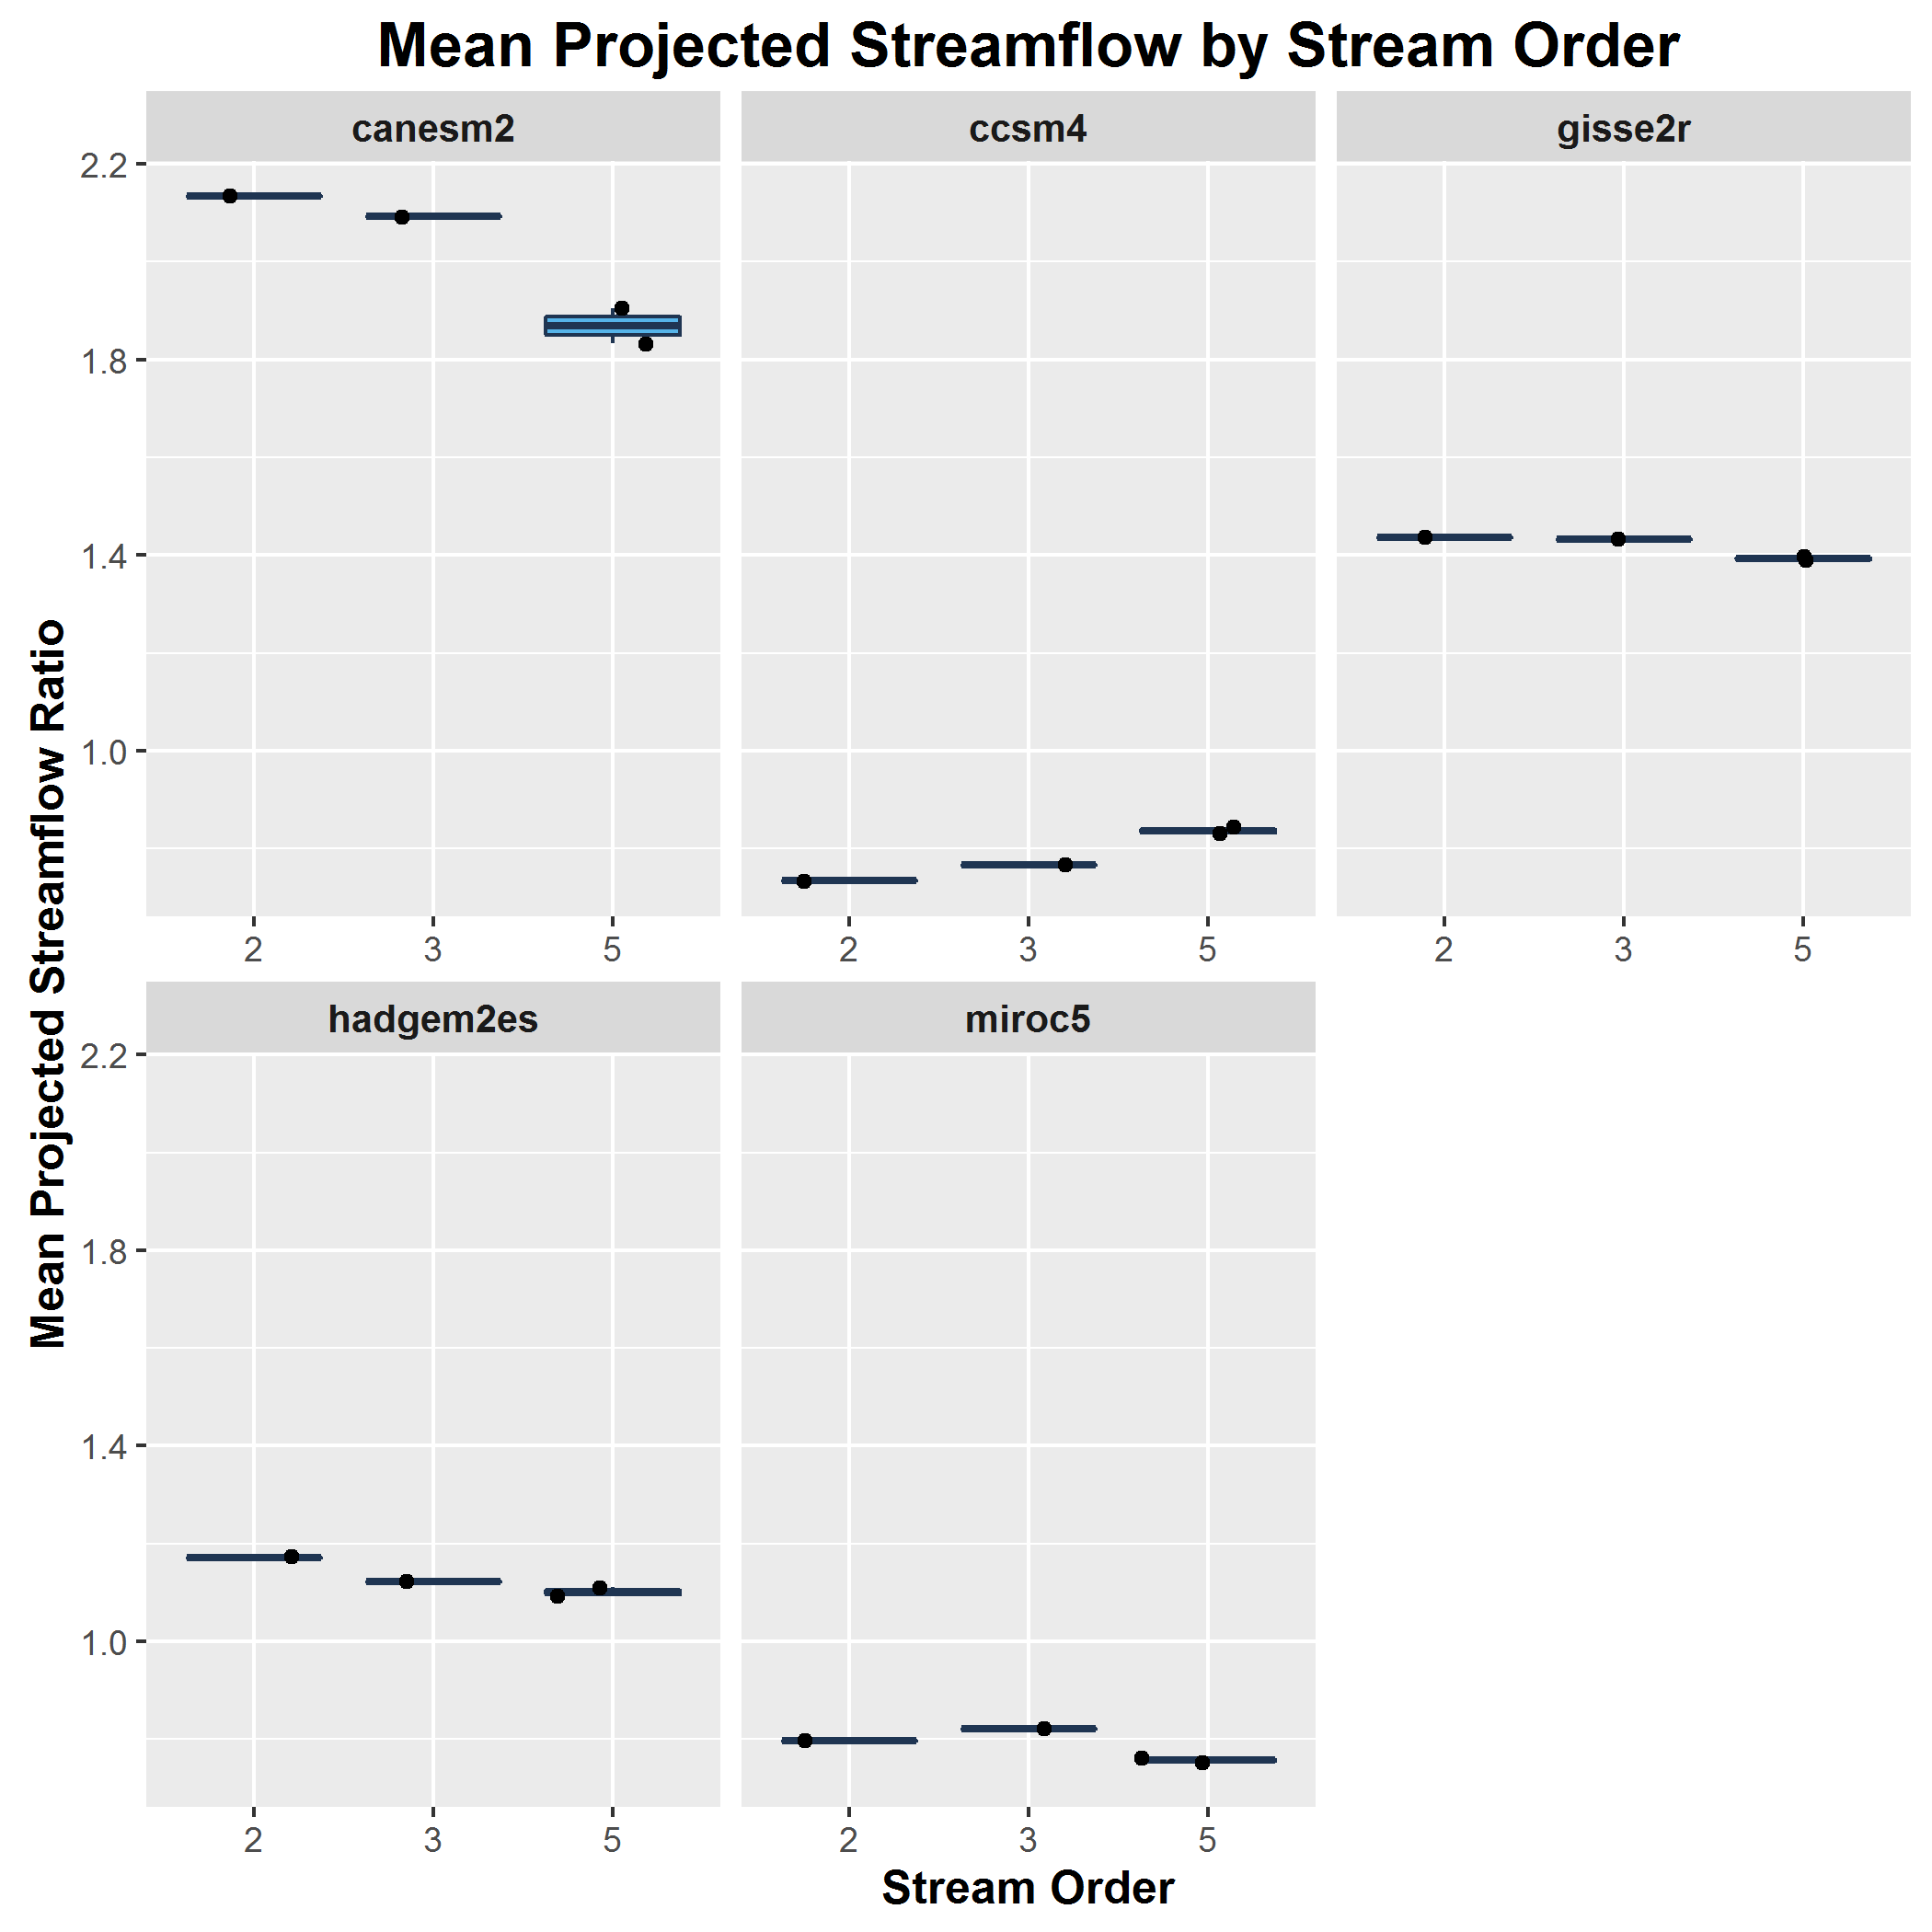 Mean Projected Streamflow by Stream Order
canesm2
ccsm4
gisse2r
2.2
1.8
1.4
1.0
2 3 5
2 3 5
2 3 5
Mean Projected Streamflow Ratio
hadgem2es
miroc5
2.2
1.8
1.4
1.0
2 3 5
2 3 5
Stream Order